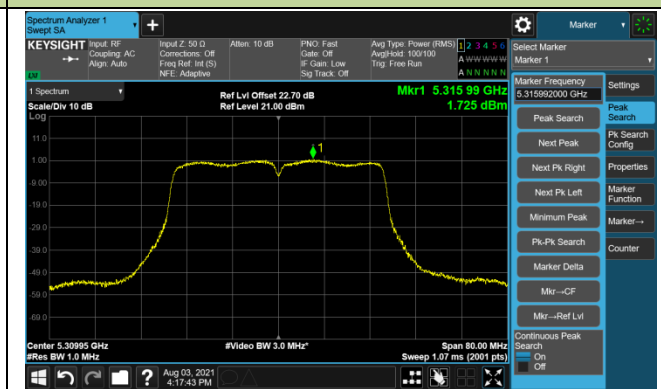 Spectrum Analyzer 1
Swept SA
Marker
KEYSIGHT
Input: RF
Coupling: AC
Align: Auto
Input Z: 50 Ω
Corrections: Off
Freq Ref: Int (S)
NFE: Adaptive
Atten: 10 dB
PNO: Fast
Gate: Off
IF Gain: Low
Sig Track: Off
Avg Type: Power (RMS)
Avg|Hold: 100/100
Trig: Free Run
1 2 3 4 5 6
A W W W W W
A N N N N N
LVI
Select Marker
Marker 1
1 Spectrum
Scale/Div 10 dB
Log
Ref Lvl Offset 22.70 dB
Ref Level 21.00 dBm
Mkr1 5.315 99 GHz
1.725 dBm
11.0
1.00
-9.00
-19.0
-29.0
-39.0
-49.0
-59.0
-69.0
1
Center 5.30995 GHz
#Res BW 1.0 MHz
#Video BW 3.0 MHz*
Span 80.00 MHz
Sweep 1.07 ms (2001 pts)
Marker Frequency
5.315992000 GHz
Peak Search
Next Peak
Next Pk Right
Next Pk Left
Minimum Peak
Pk-Pk Search
Marker Delta
Mkr→CF
Mkr→Ref Lvl
Continuous Peak
Search
On
Off
Settings
Peak
Search
Pk Search
Config
Properties
Marker
Function
Marker→
Counter
?
Aug 03, 2021
4:17:43 PM